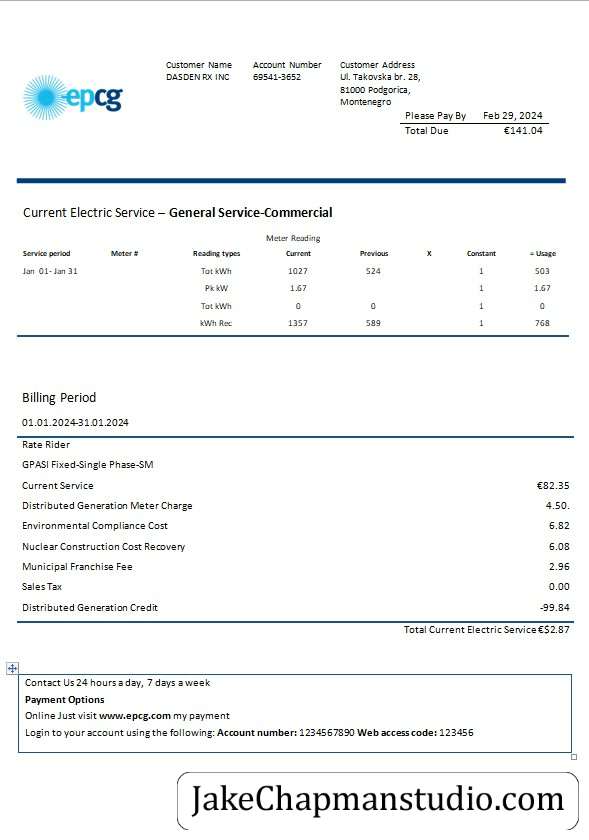 epcg
Customer Name Account Number Customer Address
DASDEN RX INC 69541-3652 Ul. Takovska br. 28,
81000 Podgorica,
Montenegro
Please Pay By Feb 29, 2024
Total Due €141.04
Current Electric Service – General Service-Commercial
Meter Reading
Service period Meter # Reading types Current Previous X Constant = Usage
Jan 01- Jan 31 Tot kWh 1027 524 1 503
Pk kW 1.67 1 1.67
Tot kWh 0 0 1 0
kWh Rec 1357 589 1 768
Billing Period
01.01.2024-31.01.2024
Rate Rider
GPASI Fixed-Single Phase-SM
Current Service €82.35
Distributed Generation Meter Charge 4.50.
Environmental Compliance Cost 6.82
Nuclear Construction Cost Recovery 6.08
Municipal Franchise Fee 2.96
Sales Tax 0.00
Distributed Generation Credit -99.84
Total Current Electric Service €$2.87
Contact Us 24 hours a day, 7 days a week
Payment Options
Online Just visit www.epcg.com my payment
Login to your account using the following: Account number: 1234567890 Web access code: 123456
JakeChapmanstudio.com